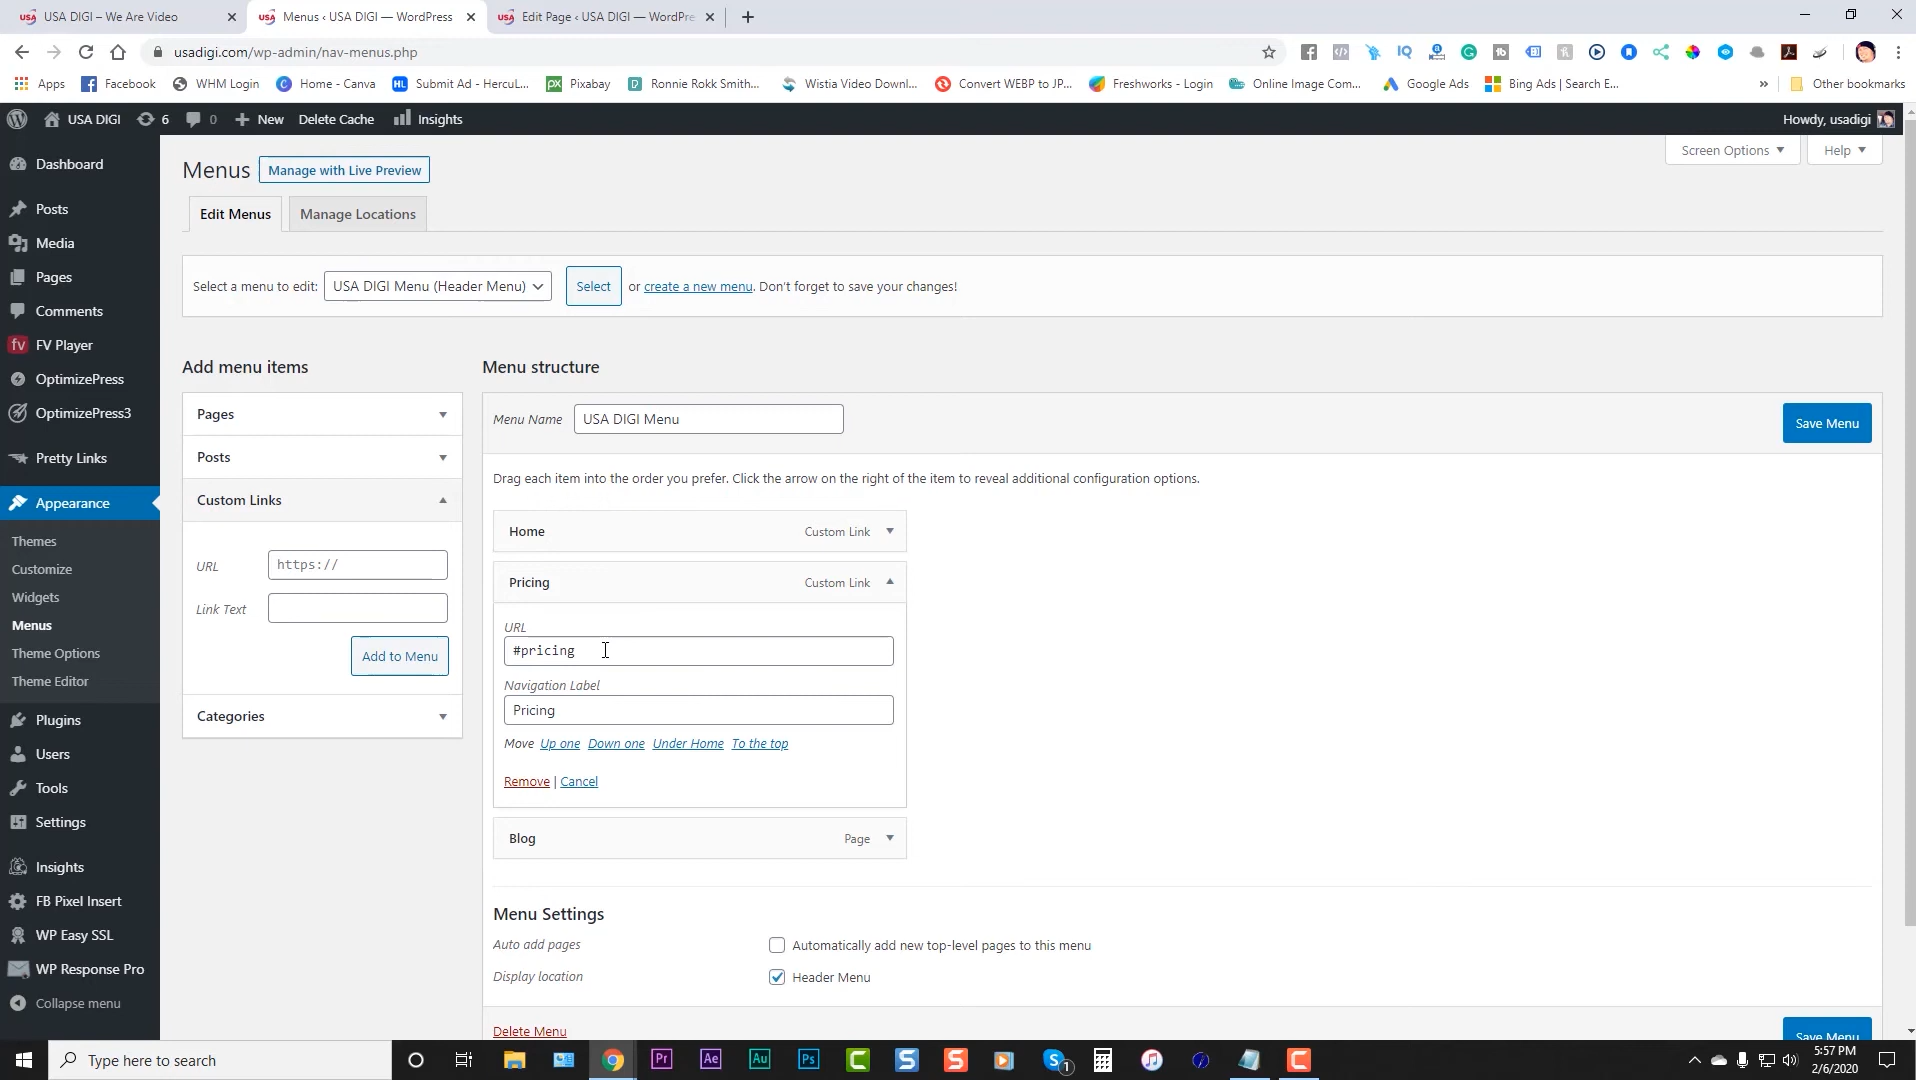 USA DIGI – We Are Video
Menus ‹ USA DIGI — WordPress
Edit Page ‹ USA DIGI — WordPre
usadigi.com/wp-admin/nav-menus.php
Apps
Facebook
WHM Login
Home - Canva
Submit Ad - HercuL...
Pixabay
Ronnie Rokk Smith...
Wistia Video Downl...
Convert WEBP to JP...
Freshworks - Login
Online Image Com...
Google Ads
Bing Ads | Search E...
»
Other bookmarks
USA DIGI
6
0
New
Delete Cache
Insights
Howdy, usadigi
Dashboard
Posts
Media
Pages
Comments
FV Player
OptimizePress
OptimizePress3
Pretty Links
Appearance
Themes
Customize
Widgets
Menus
Theme Options
Theme Editor
Plugins
Users
Tools
Settings
Insights
FB Pixel Insert
WP Easy SSL
WP Response Pro
Collapse menu
Menus
Manage with Live Preview
Screen Options
Help
Edit Menus
Manage Locations
Select a menu to edit:
USA DIGI Menu (Header Menu)
Select
or create a new menu. Don't forget to save your changes!
Add menu items
Pages
Posts
Custom Links
URL
https://
Link Text
Add to Menu
Categories
Menu structure
Menu Name
USA DIGI Menu
Save Menu
Drag each item into the order you prefer. Click the arrow on the right of the item to reveal additional configuration options.
Home
Custom Link
Pricing
Custom Link
URL
#pricing
Navigation Label
Pricing
Move Up one Down one Under Home To the top
Remove | Cancel
Blog
Page
Menu Settings
Auto add pages
Automatically add new top-level pages to this menu
Display location
Header Menu
Delete Menu
Save Menu
Type here to search
5:57 PM
2/6/2020